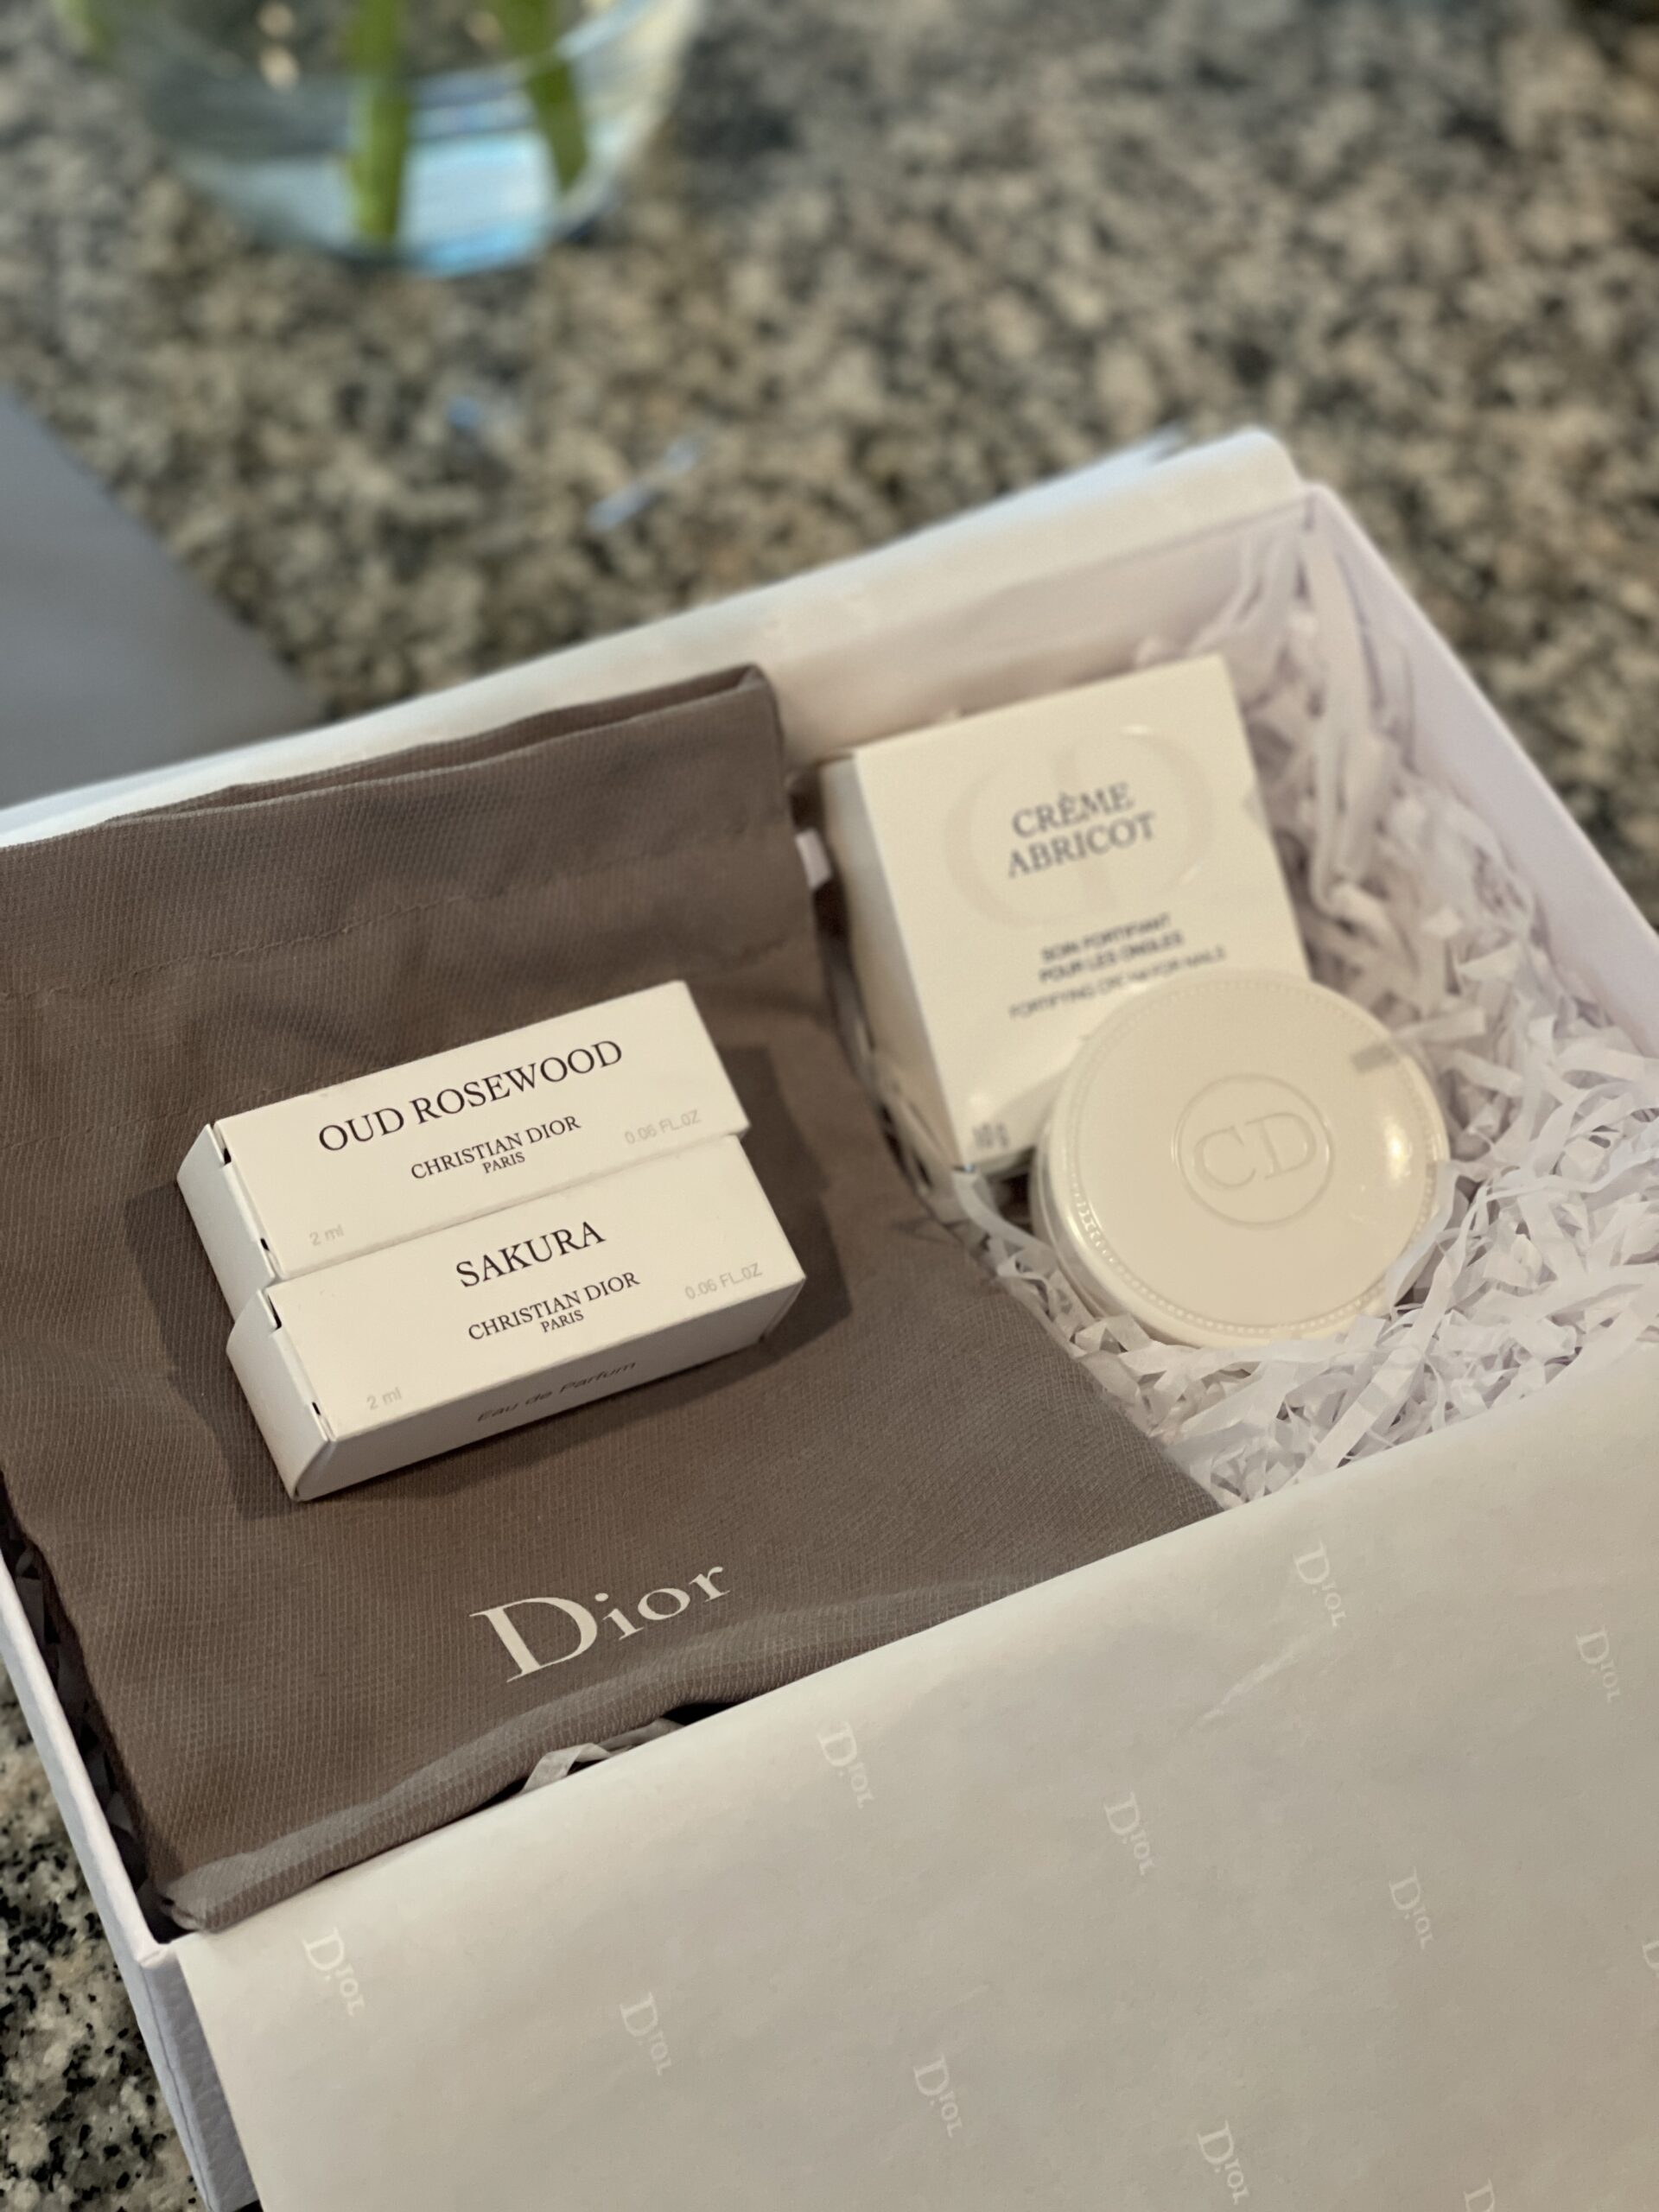 CRÈME
ABRICOT
SOIN FORTIFIANT
POUR LES ONGLES
FORTIFYING CREAM FOR NAILS
10 g
CD
OUD ROSEWOOD
CHRISTIAN DIOR
PARIS
2 ml
0.06 FL.OZ
SAKURA
CHRISTIAN DIOR
PARIS
2 ml
0.06 FL.OZ
Eau de Parfum
Dior
Dior
Dior
Dior
Dior
Dior
Dior
Dior
Dior
Dior